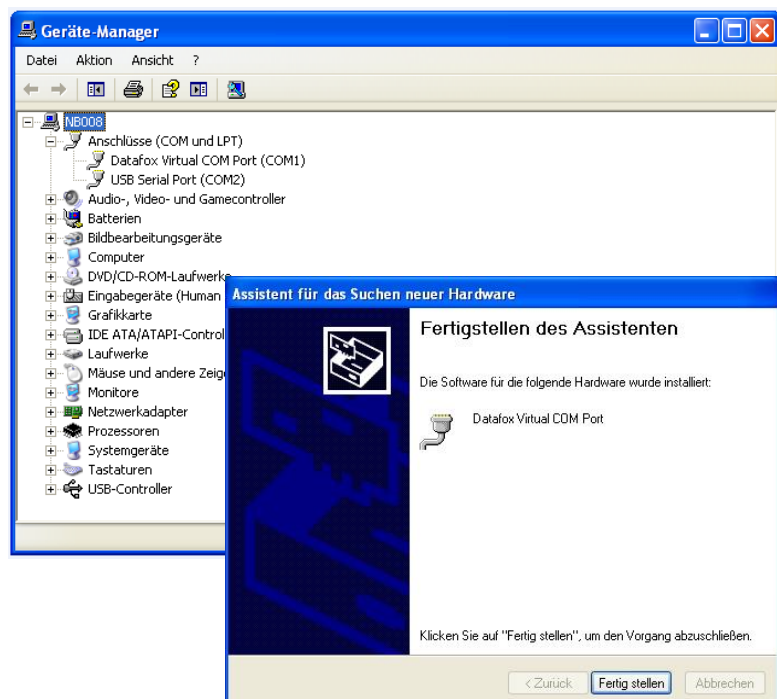 Geräte-Manager
Datei Aktion Ansicht ?
NB008
Anschlüsse (COM und LPT)
Datafox Virtual COM Port (COM1)
USB Serial Port (COM2)
Audio-, Video- und Gamecontroller
Batterien
Bildbearbeitungsgeräte
Computer
DVD/CD-ROM-Laufwerke
Eingabegeräte (Human
Grafikkarte
IDE ATA/ATAPI-Control
Laufwerke
Mäuse und andere Zeig
Monitore
Netzwerkadapter
Prozessoren
Systemgeräte
Tastaturen
USB-Controller
Assistent für das Suchen neuer Hardware
Fertigstellen des Assistenten
Die Software für die folgende Hardware wurde installiert:
Datafox Virtual COM Port
Klicken Sie auf "Fertig stellen", um den Vorgang abzuschließen.
< Zurück Fertig stellen Abbrechen